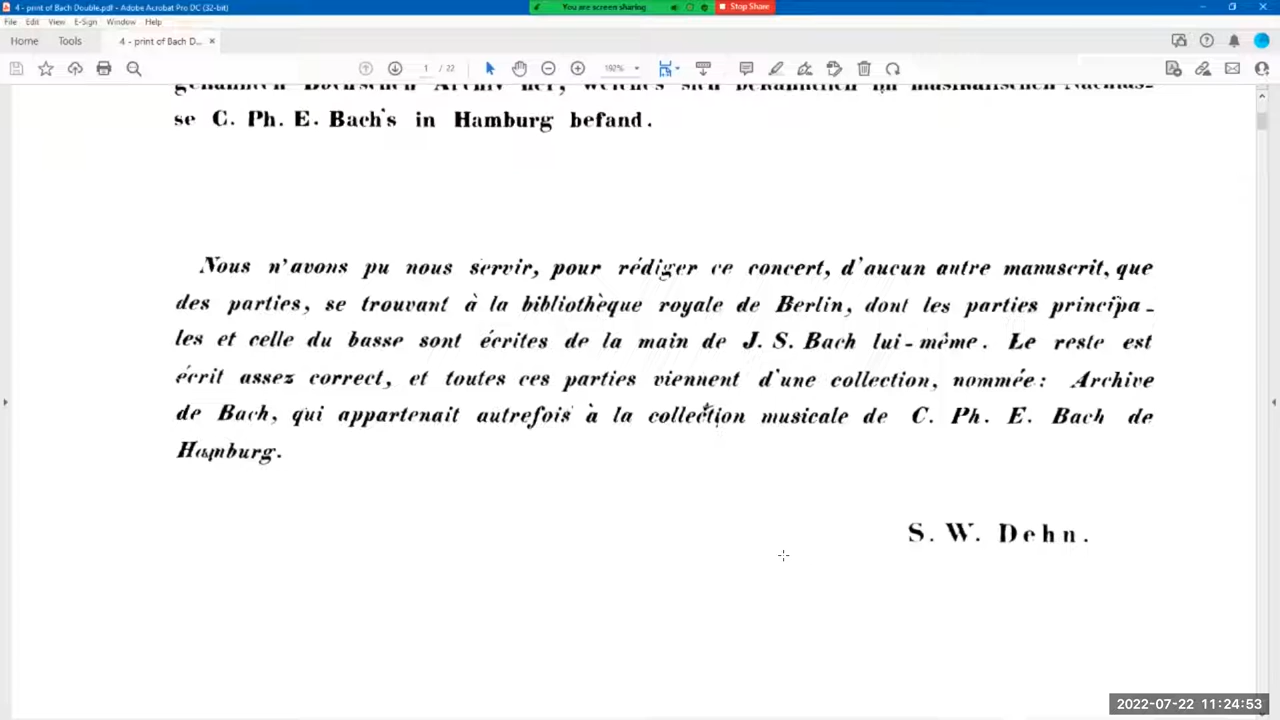 4 - print of Bach Double.pdf - Adobe Acrobat Pro DC (32-bit)
You are screen sharing
Stop Share
File Edit View E-Sign Window Help
Home Tools 4 - print of Bach D... ×
1 / 22 192%
se C. Ph. E. Bach's in Hamburg befand.
Nous n'avons pu nous servir, pour rédiger ce concert, d'aucun autre manuscrit, que
des parties, se trouvant à la bibliothèque royale de Berlin, dont les parties principa-
les et celle du basse sont écrites de la main de J. S. Bach lui-même. Le reste est
écrit assez correct, et toutes ces parties viennent d'une collection, nommée: Archive
de Bach, qui appartenait autrefois à la collection musicale de C. Ph. E. Bach de
Hamburg.
S. W. Dehn.
2022-07-22 11:24:53